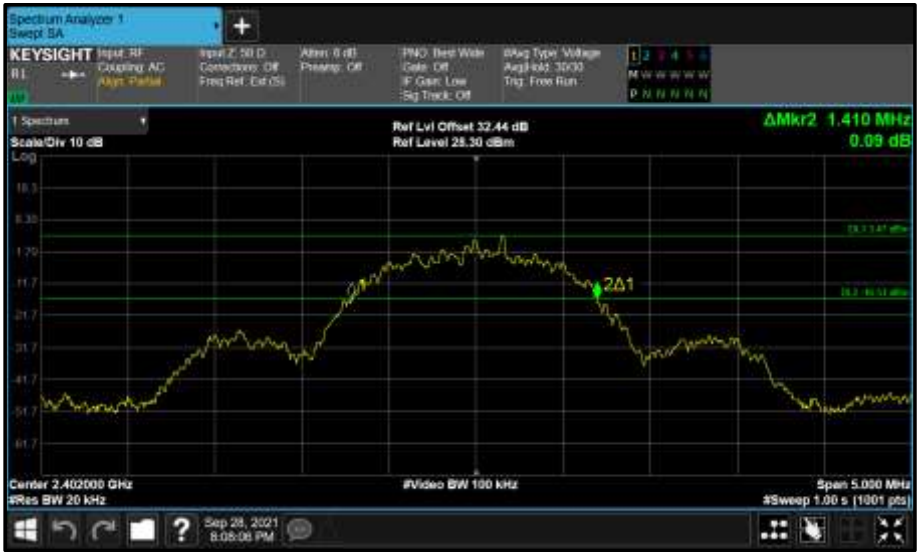 Spectrum Analyzer 1
Swept SA
KEYSIGHT Input: RF
Coupling: AC
Align: Partial
Input Z: 50 Ω
Corrections: Off
Freq Ref: Ext (S)
Atten: 6 dB
Preamp: Off
PNO: Best Wide
Gate: Off
IF Gain: Low
Sig Track: Off
#Avg Type: Voltage
Avg|Hold: 30/30
Trig: Free Run
1 2 3 4 5 6
M W W W W W
P N N N N N
1 Spectrum
Scale/Div 10 dB
Log
Ref Lvl Offset 32.44 dB
Ref Level 28.30 dBm
ΔMkr2 1.410 MHz
0.09 dB
18.3
8.30
-1.70
-11.7
-21.7
-31.7
-41.7
-51.7
-61.7
2Δ1
Center 2.402000 GHz
#Res BW 20 kHz
#Video BW 100 kHz
Span 5.000 MHz
#Sweep 1.00 s (1001 pts)
?
Sep 28, 2021
8:08:06 PM